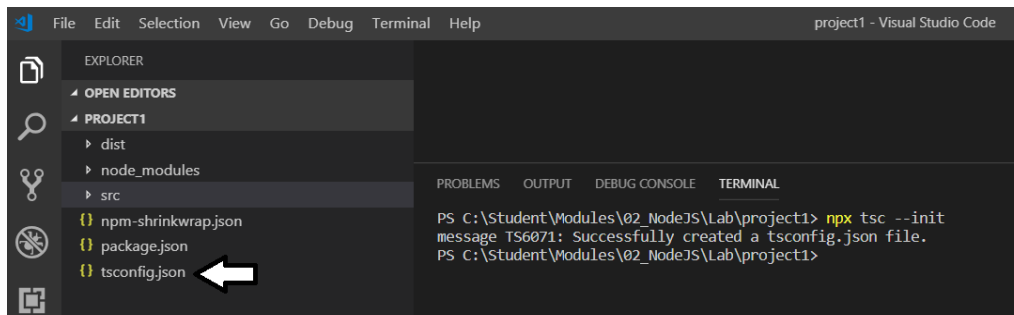 File Edit Selection View Go Debug Terminal Help project1 - Visual Studio Code
EXPLORER
OPEN EDITORS
PROJECT1
dist
node_modules
src
{} npm-shrinkwrap.json
{} package.json
{} tsconfig.json
PROBLEMS OUTPUT DEBUG CONSOLE TERMINAL
PS C:\Student\Modules\02_NodeJS\Lab\project1> npx tsc --init
message TS6071: Successfully created a tsconfig.json file.
PS C:\Student\Modules\02_NodeJS\Lab\project1>